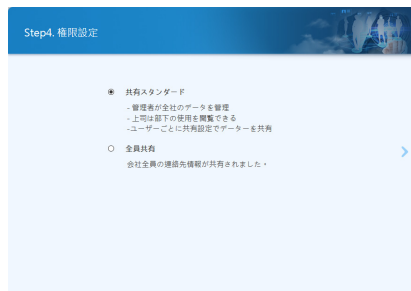 Step4. 権限設定
共有スタンダード
- 管理者が全社のデータを管理
- 上司は部下の使用を閲覧できる
-ユーザーごとに共有設定でデーターを共有
全員共有
会社全員の連絡先情報が共有されました・